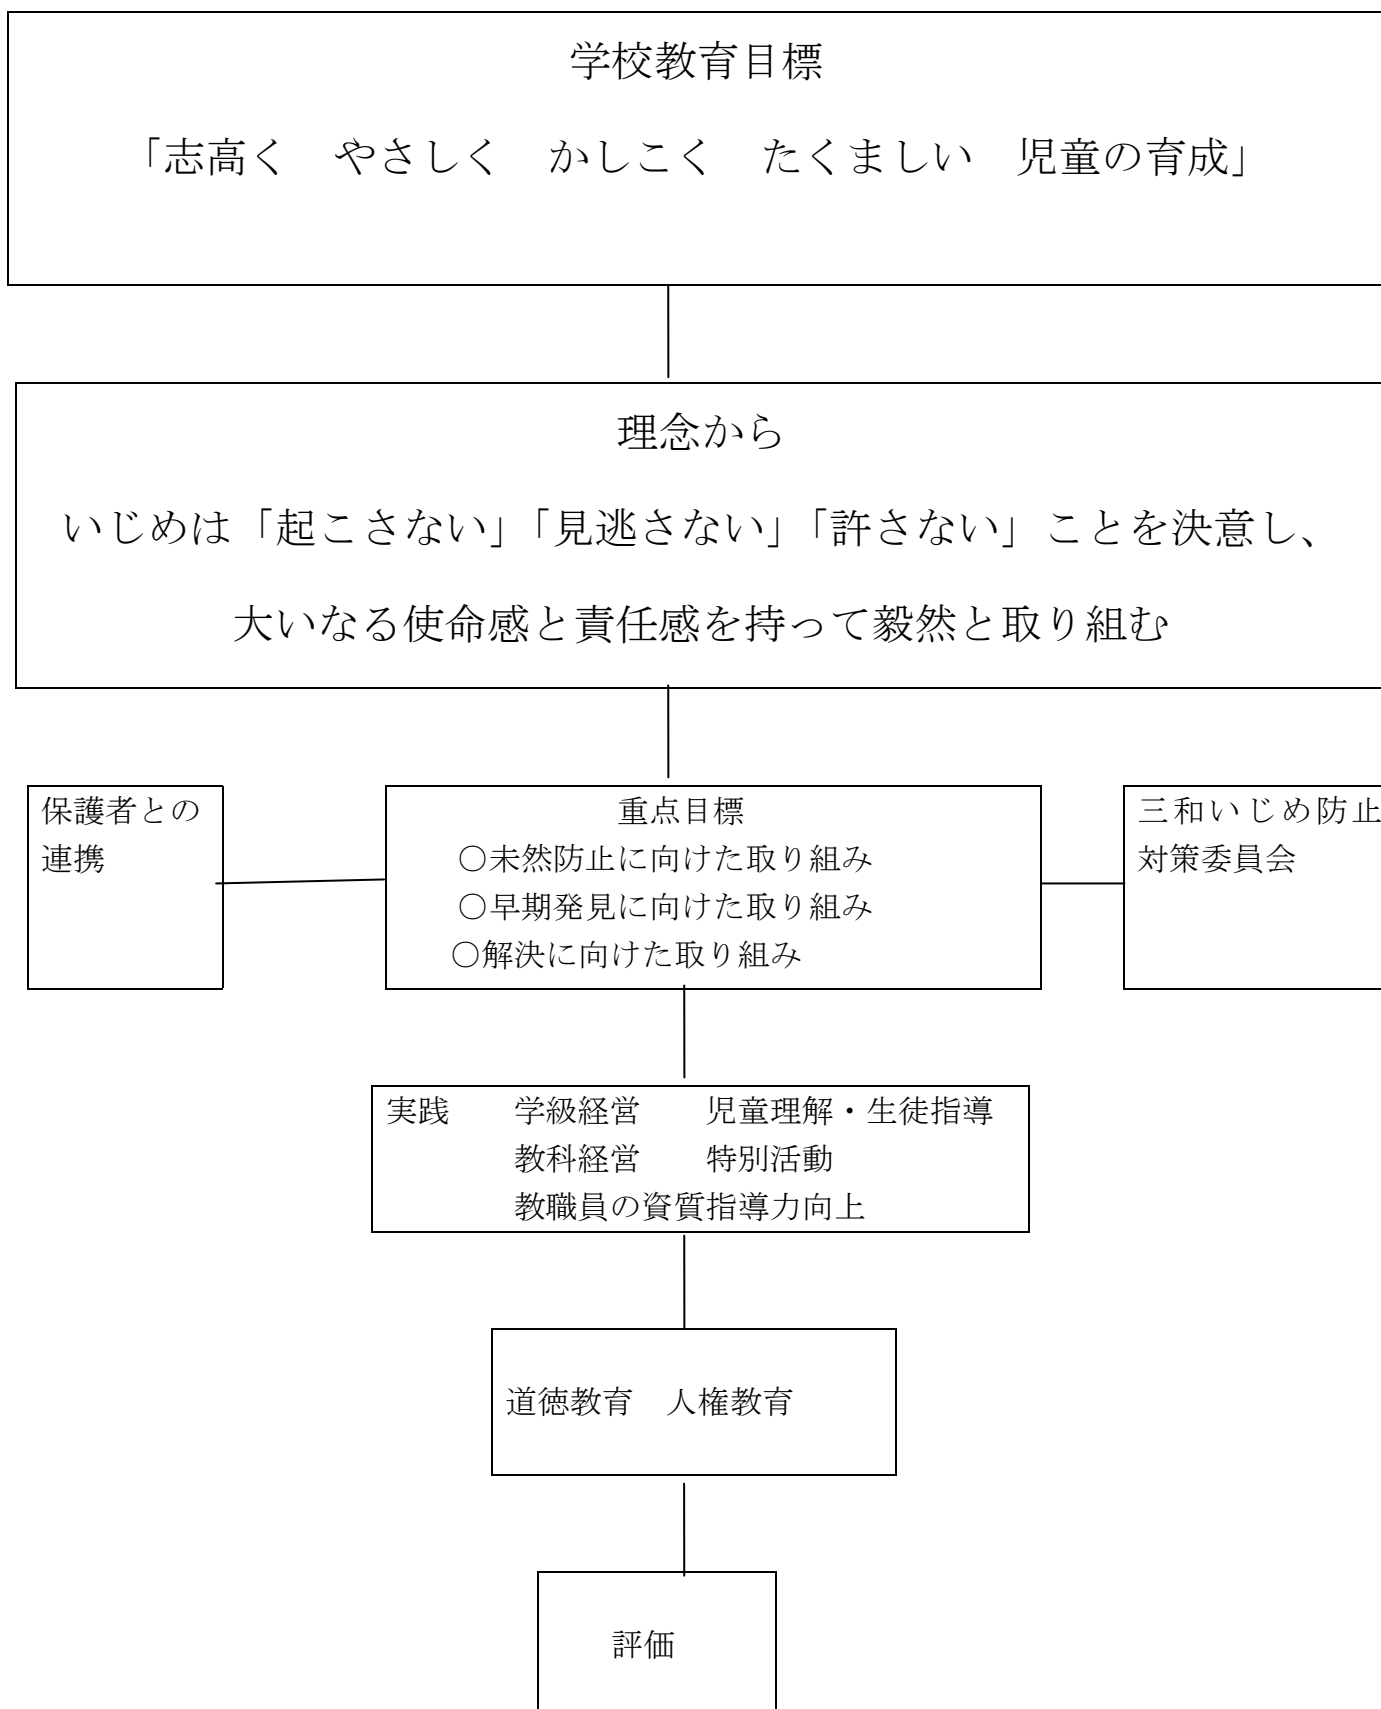 学校教育目標
「志高く　やさしく　かしこく　たくましい　児童の育成」
理念から
いじめは「起こさない」「見逃さない」「許さない」ことを決意し、
大いなる使命感と責任感を持って毅然と取り組む
保護者との
連携
重点目標
○未然防止に向けた取り組み
○早期発見に向けた取り組み
○解決に向けた取り組み
三和いじめ防止
対策委員会
実践　　学級経営　　児童理解・生徒指導
教科経営　　特別活動
教職員の資質指導力向上
道徳教育　人権教育
評価